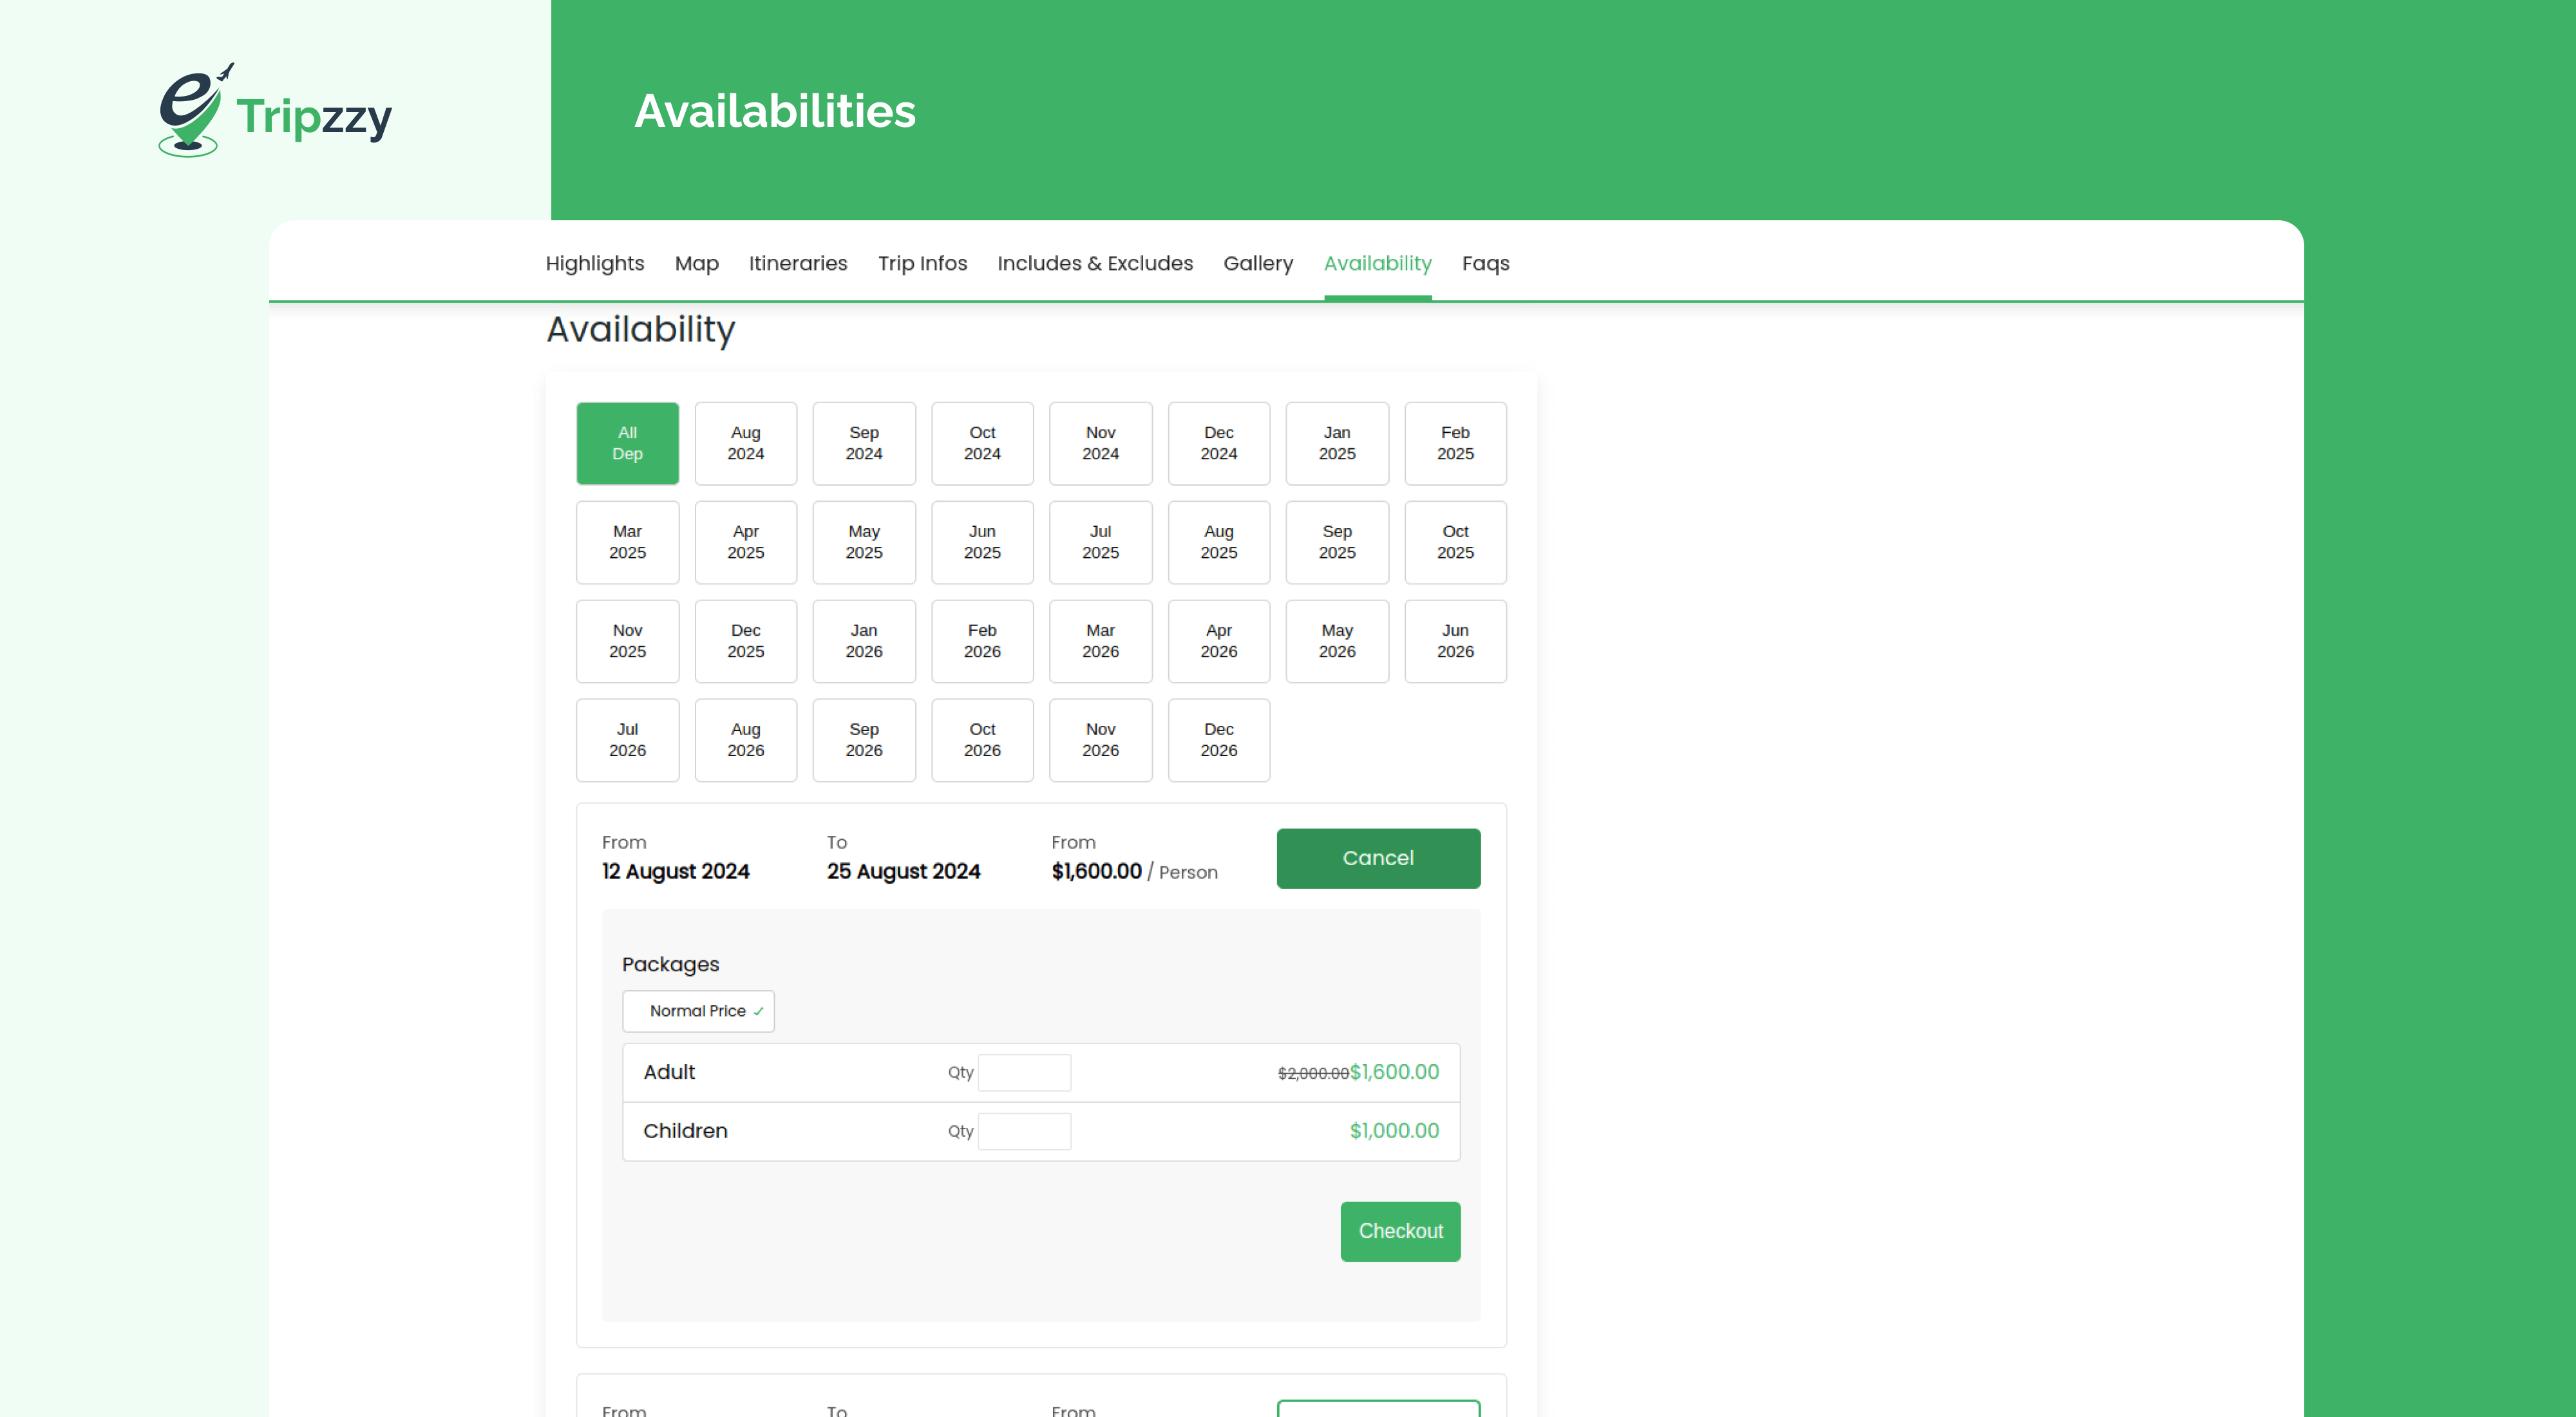 e Tripzzy
Availabilities
Highlights Map Itineraries Trip Infos Includes & Excludes Gallery Availability Faqs
Availability
All Dep
Aug 2024
Sep 2024
Oct 2024
Nov 2024
Dec 2024
Jan 2025
Feb 2025
Mar 2025
Apr 2025
May 2025
Jun 2025
Jul 2025
Aug 2025
Sep 2025
Oct 2025
Nov 2025
Dec 2025
Jan 2026
Feb 2026
Mar 2026
Apr 2026
May 2026
Jun 2026
Jul 2026
Aug 2026
Sep 2026
Oct 2026
Nov 2026
Dec 2026
From To From
12 August 2024 25 August 2024 $1,600.00 / Person Cancel
Packages
Normal Price
Adult Qty $2,000.00 $1,600.00
Children Qty $1,000.00
Checkout
From To From